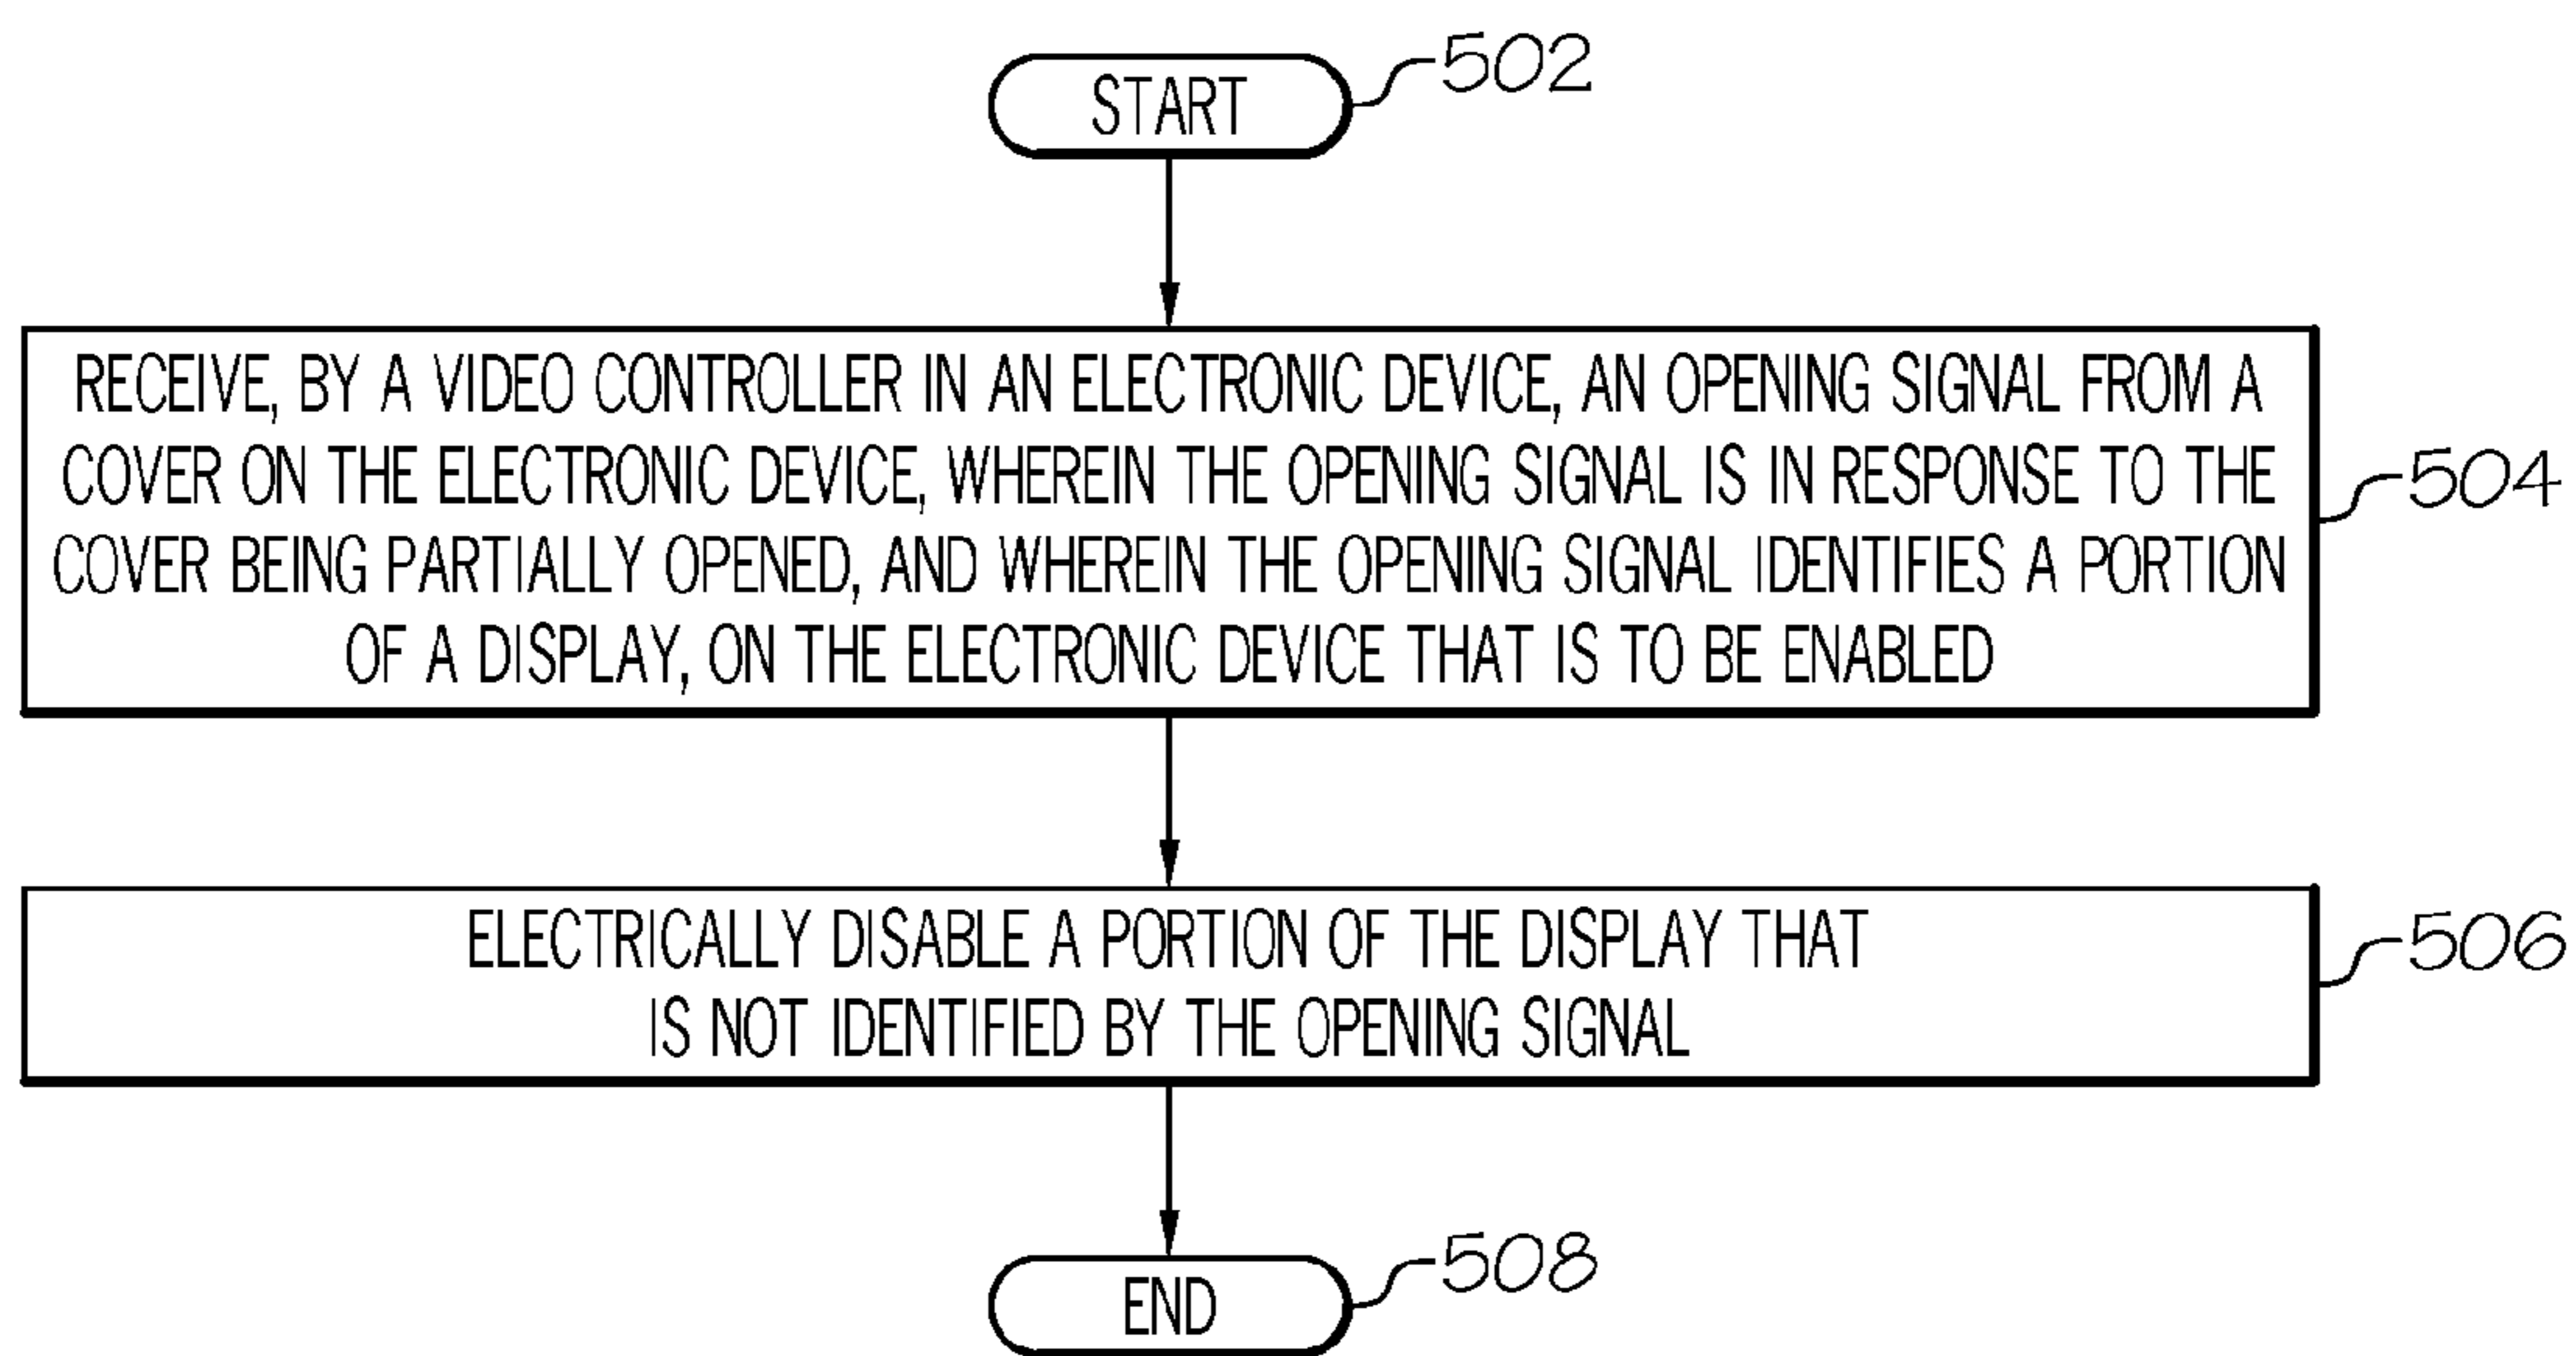 START
502
RECEIVE, BY A VIDEO CONTROLLER IN AN ELECTRONIC DEVICE, AN OPENING SIGNAL FROM A
COVER ON THE ELECTRONIC DEVICE, WHEREIN THE OPENING SIGNAL IS IN RESPONSE TO THE
COVER BEING PARTIALLY OPENED, AND WHEREIN THE OPENING SIGNAL IDENTIFIES A PORTION
OF A DISPLAY, ON THE ELECTRONIC DEVICE THAT IS TO BE ENABLED
504
ELECTRICALLY DISABLE A PORTION OF THE DISPLAY THAT
IS NOT IDENTIFIED BY THE OPENING SIGNAL
506
END
508